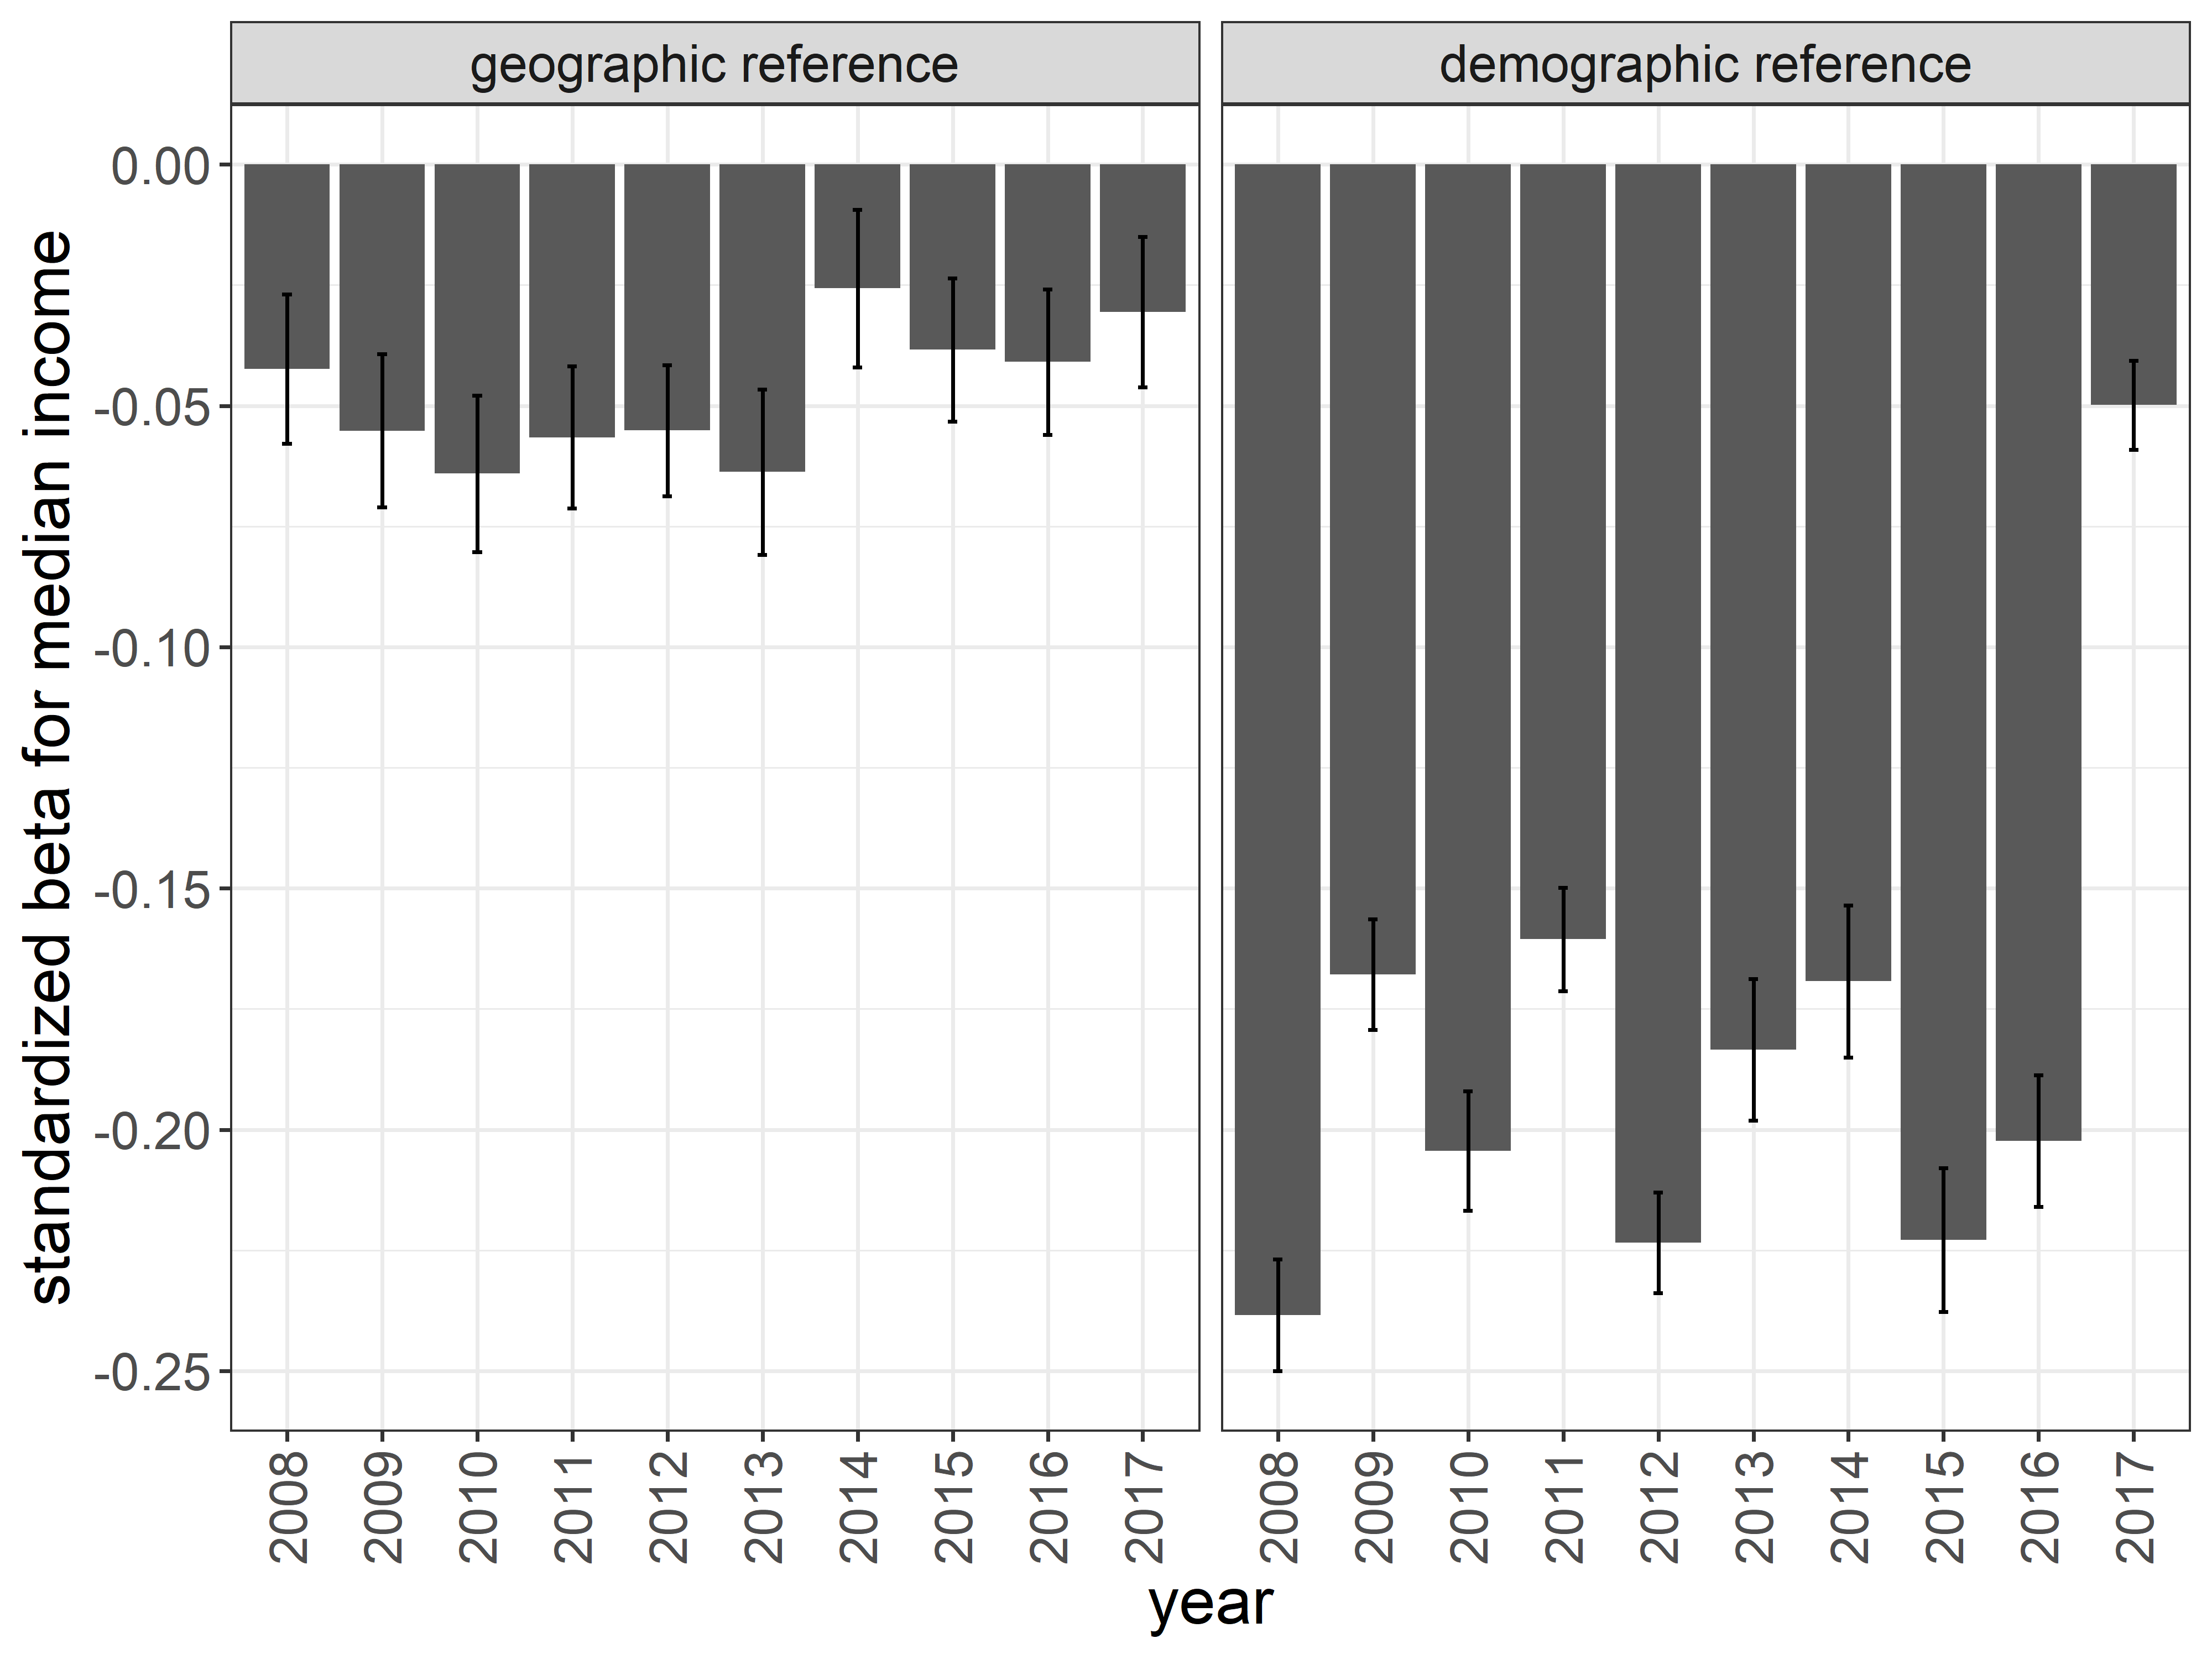 geographic reference
demographic reference
standardized beta for median income
0.00
-0.05
-0.10
-0.15
-0.20
-0.25
2008 2009 2010 2011 2012 2013 2014 2015 2016 2017
2008 2009 2010 2011 2012 2013 2014 2015 2016 2017
year